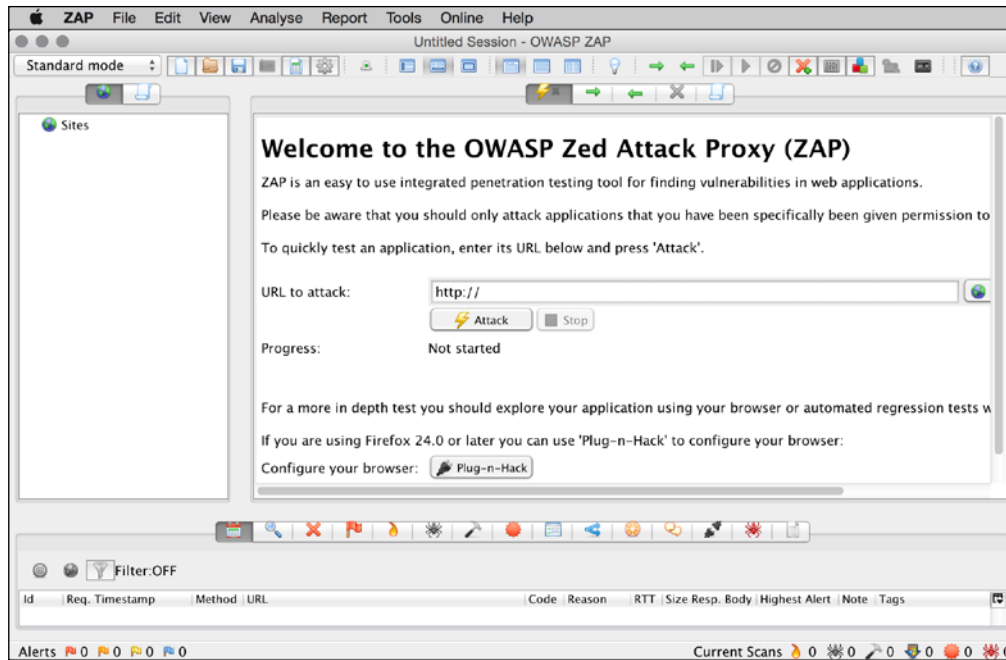 ZAP File Edit View Analyse Report Tools Online Help
Untitled Session - OWASP ZAP
Standard mode
Sites
Welcome to the OWASP Zed Attack Proxy (ZAP)
ZAP is an easy to use integrated penetration testing tool for finding vulnerabilities in web applications.
Please be aware that you should only attack applications that you have been specifically been given permission to
To quickly test an application, enter its URL below and press 'Attack'.
URL to attack: http://
Attack Stop
Progress: Not started
For a more in depth test you should explore your application using your browser or automated regression tests w
If you are using Firefox 24.0 or later you can use 'Plug-n-Hack' to configure your browser:
Configure your browser: Plug-n-Hack
Filter:OFF
Id Req. Timestamp Method URL Code Reason RTT Size Resp. Body Highest Alert Note Tags
Alerts 0 0 0 0 Current Scans 0 0 0 0 0